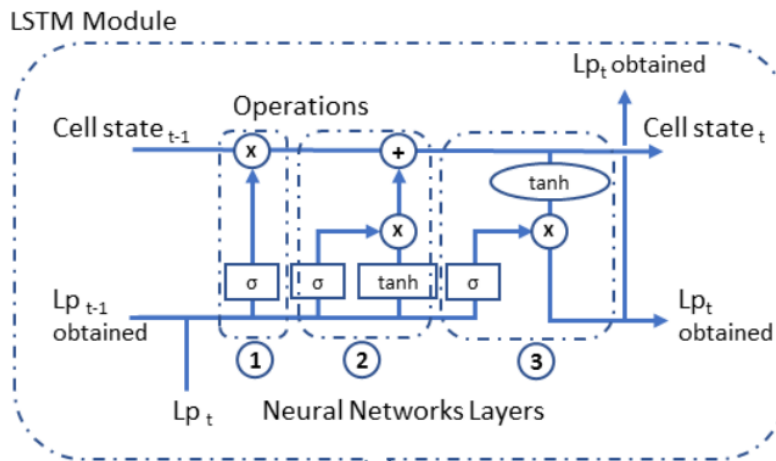 LSTM Module
Lpt obtained
Operations
Cell state t-1
Cell state t
x
+
tanh
x
x
σ
σ
tanh
σ
Lp t-1
obtained
Lpt
obtained
1
2
3
Lp t
Neural Networks Layers